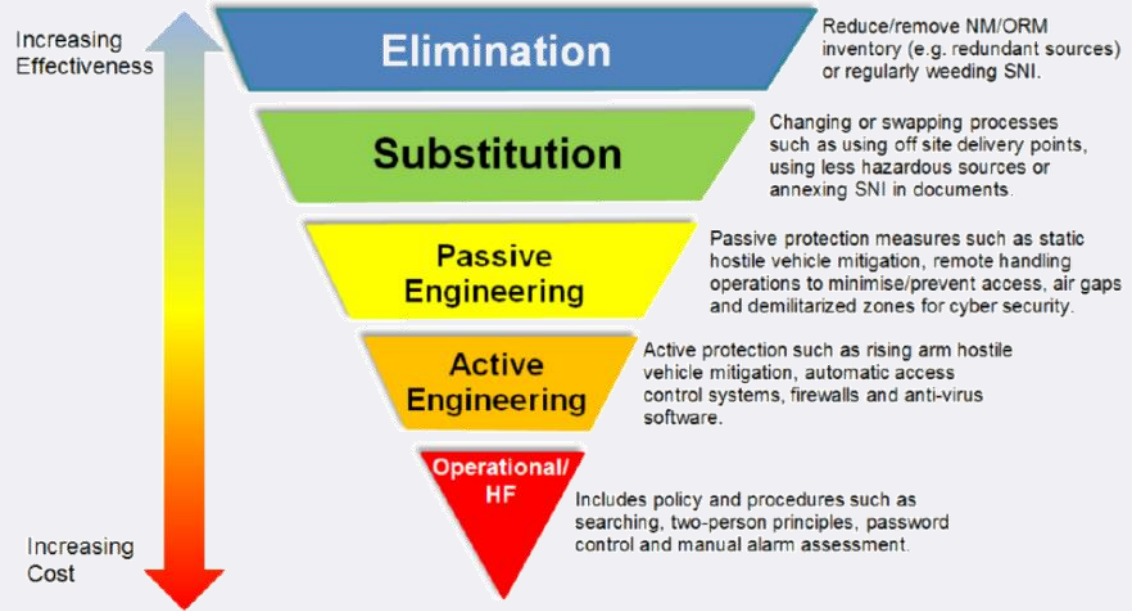 Increasing
Effectiveness
Elimination
Reduce/remove NM/ORM
inventory (e.g. redundant sources)
or regularly weeding SNI.
Substitution
Changing or swapping processes
such as using off site delivery points,
using less hazardous sources or
annexing SNI in documents.
Passive
Engineering
Passive protection measures such as static
hostile vehicle mitigation, remote handling
operations to minimise/prevent access, air gaps
and demilitarized zones for cyber security.
Active
Engineering
Active protection such as rising arm hostile
vehicle mitigation, automatic access
control systems, firewalls and anti-virus
software.
Operational/
HF
Includes policy and procedures such as
searching, two-person principles, password
control and manual alarm assessment.
Increasing
Cost